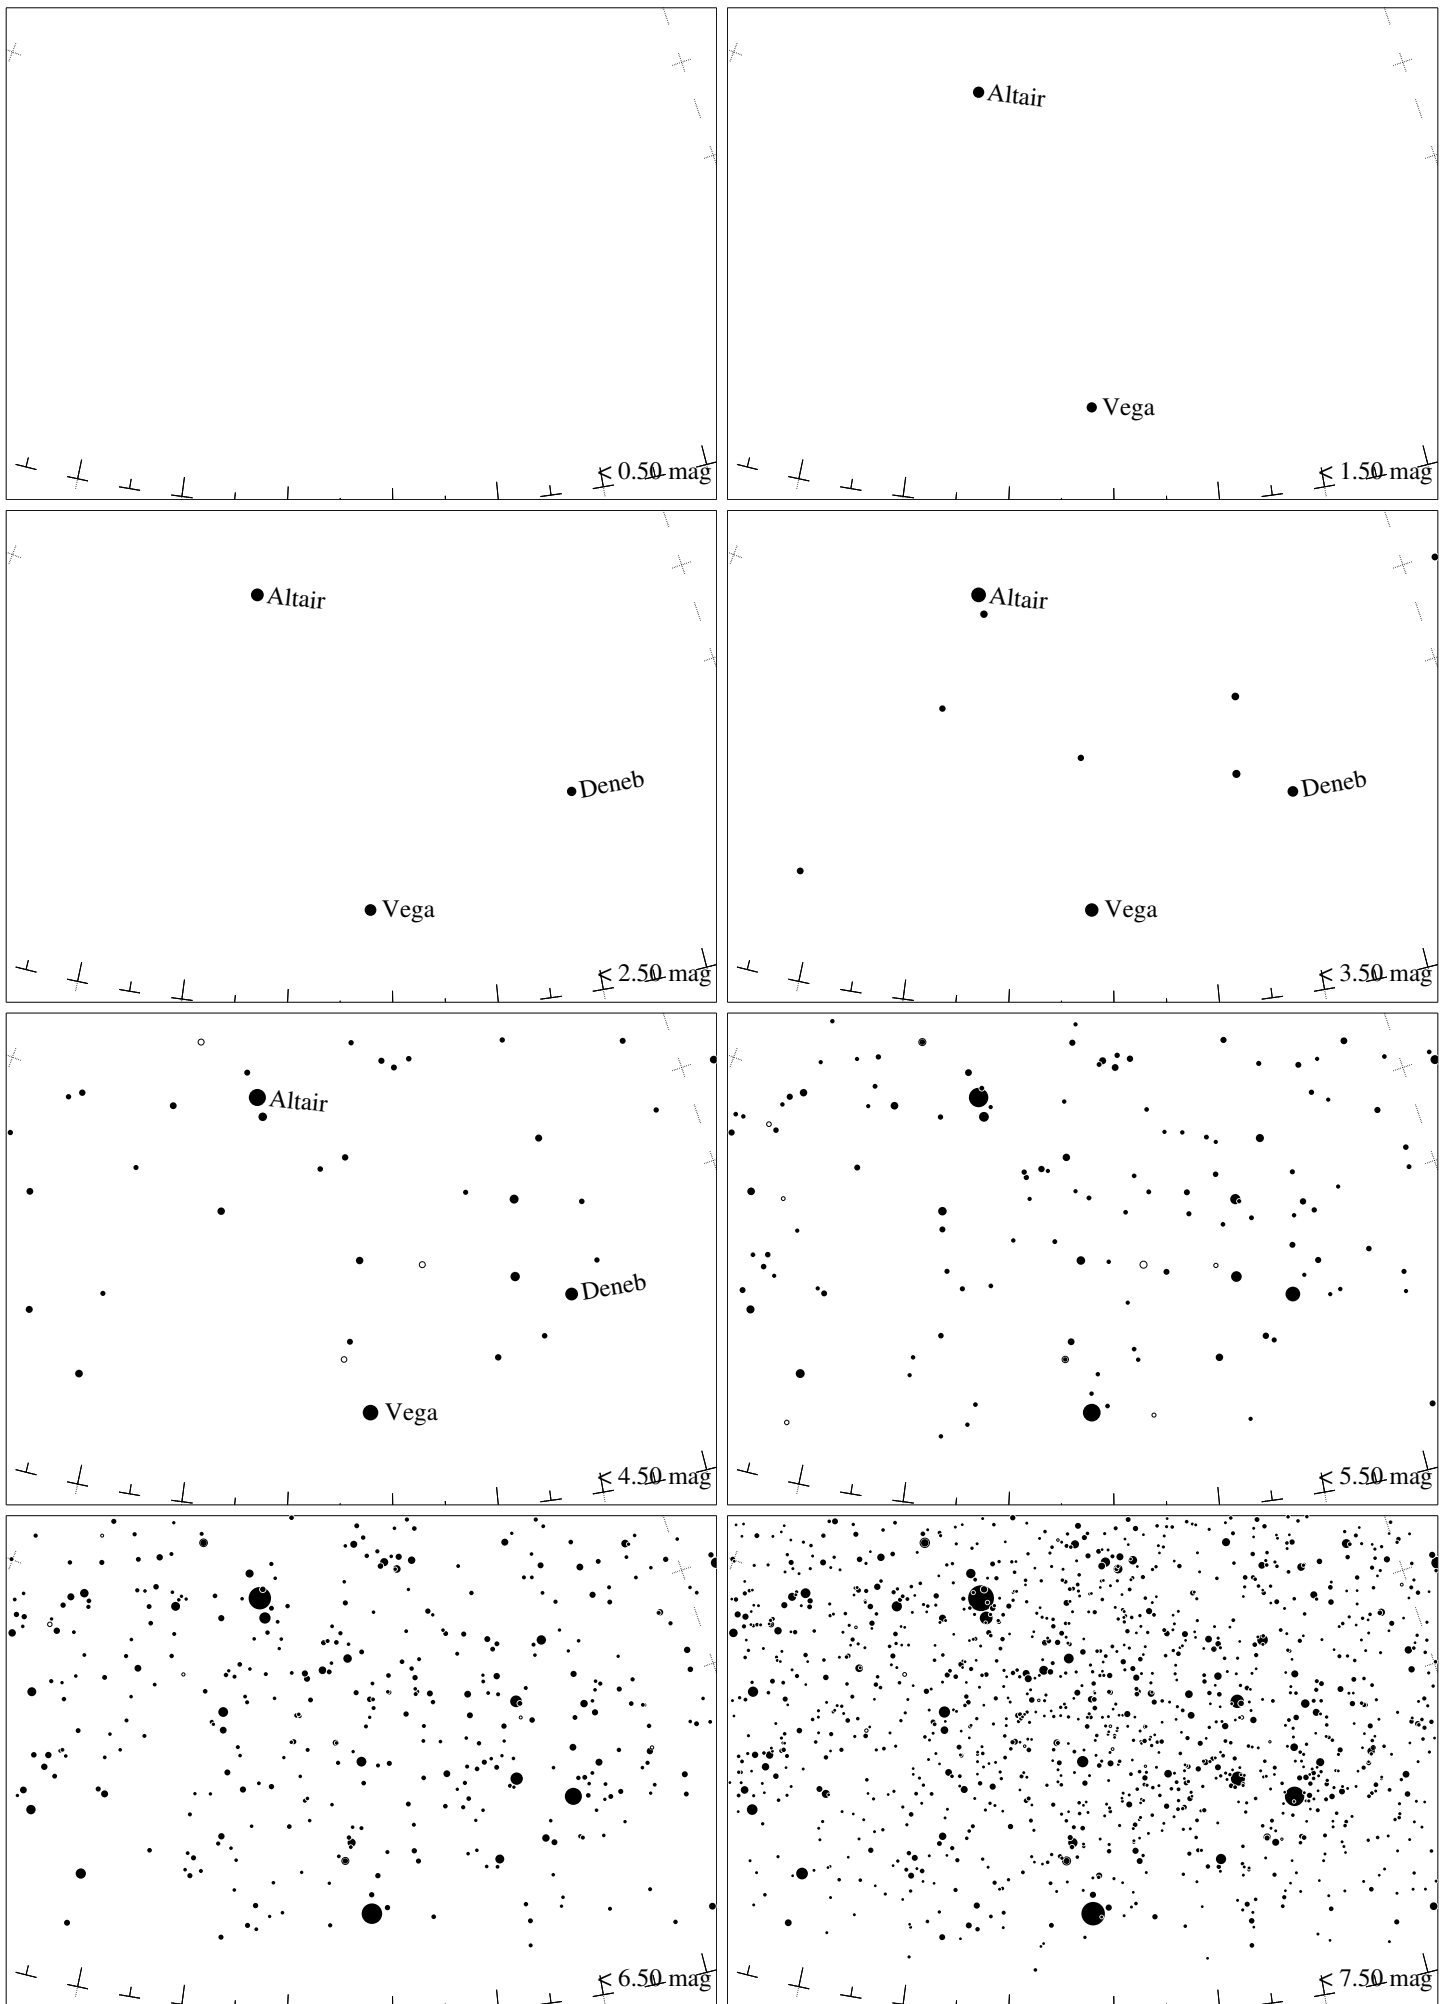 < 0.50 mag
Altair
Vega
< 1.50 mag
Altair
Deneb
Vega
< 2.50 mag
Altair
Deneb
Vega
< 3.50 mag
Altair
Deneb
Vega
< 4.50 mag
< 5.50 mag
< 6.50 mag
< 7.50 mag